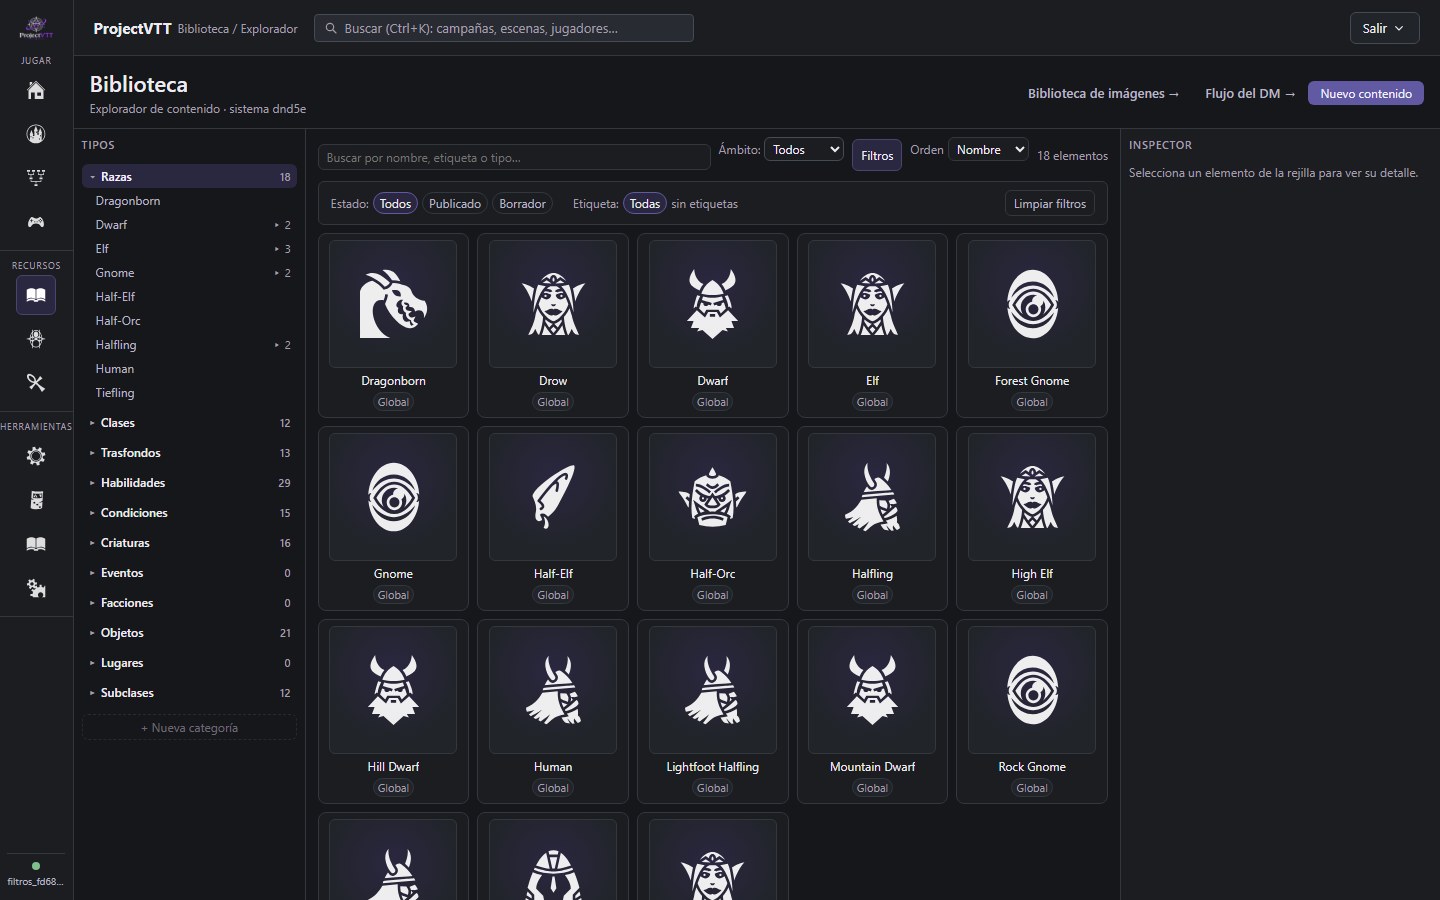 ProjectVTT
JUGAR
RECURSOS
HERRAMIENTAS
filtros_fd68...
ProjectVTT Biblioteca / Explorador
Buscar (Ctrl+K): campañas, escenas, jugadores...
Salir
Biblioteca
Explorador de contenido · sistema dnd5e
Biblioteca de imágenes →
Flujo del DM →
Nuevo contenido
TIPOS
Razas 18
Dragonborn
Dwarf 2
Elf 3
Gnome 2
Half-Elf
Half-Orc
Halfling 2
Human
Tiefling
Clases 12
Trasfondos 13
Habilidades 29
Condiciones 15
Criaturas 16
Eventos 0
Facciones 0
Objetos 21
Lugares 0
Subclases 12
+ Nueva categoría
Buscar por nombre, etiqueta o tipo...
Ámbito: Todos
Filtros
Orden Nombre
18 elementos
Estado: Todos Publicado Borrador Etiqueta: Todas sin etiquetas
Limpiar filtros
Dragonborn
Global
Drow
Global
Dwarf
Global
Elf
Global
Forest Gnome
Global
Gnome
Global
Half-Elf
Global
Half-Orc
Global
Halfling
Global
High Elf
Global
Hill Dwarf
Global
Human
Global
Lightfoot Halfling
Global
Mountain Dwarf
Global
Rock Gnome
Global
INSPECTOR
Selecciona un elemento de la rejilla para ver su detalle.